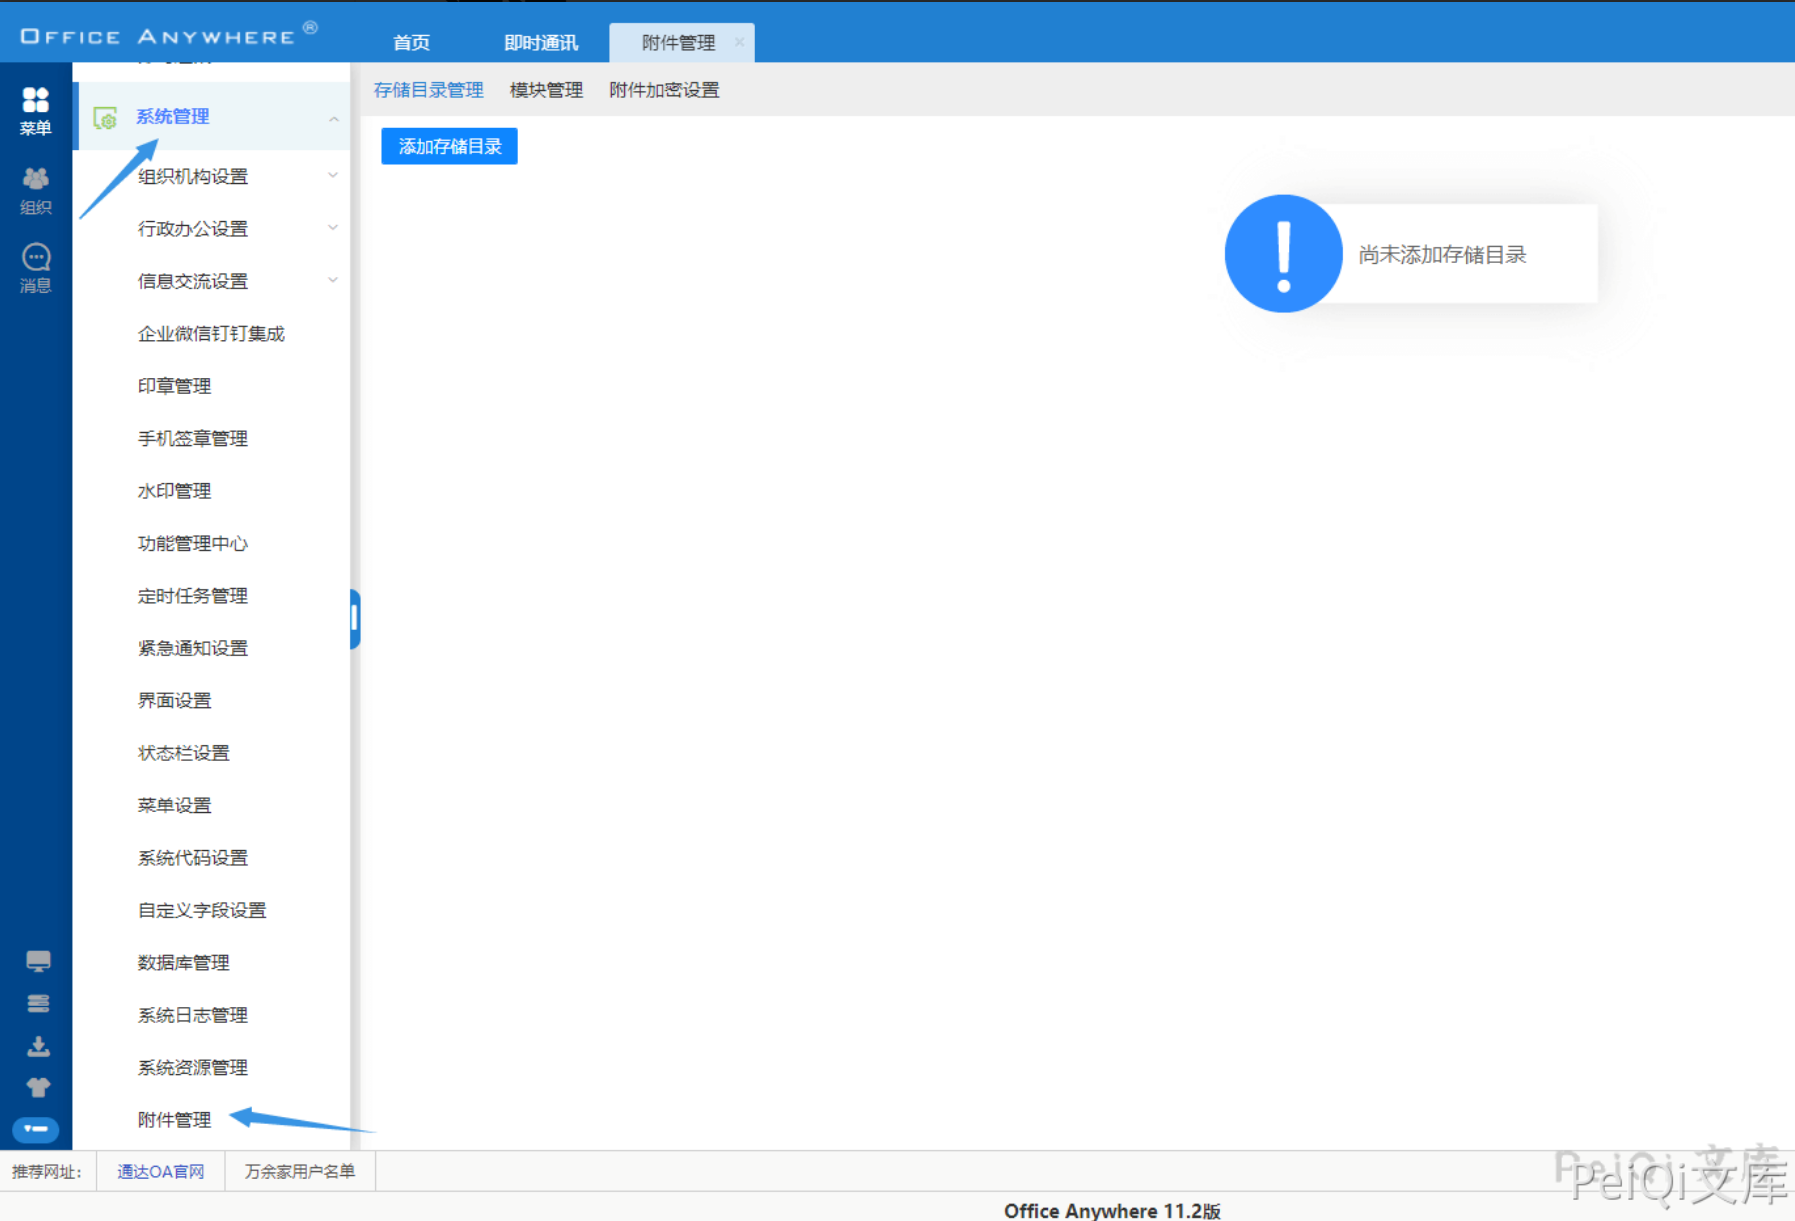 OFFICE ANYWHERE®
首页
即时通讯
附件管理
×
菜单
组织
消息
系统管理
组织机构设置
行政办公设置
信息交流设置
企业微信钉钉集成
印章管理
手机签章管理
水印管理
功能管理中心
定时任务管理
紧急通知设置
界面设置
状态栏设置
菜单设置
系统代码设置
自定义字段设置
数据库管理
系统日志管理
系统资源管理
附件管理
存储目录管理
模块管理
附件加密设置
添加存储目录
尚未添加存储目录
推荐网址:
通达OA官网
万余家用户名单
PeiQi文库
PeiQi文库
Office Anywhere 11.2版